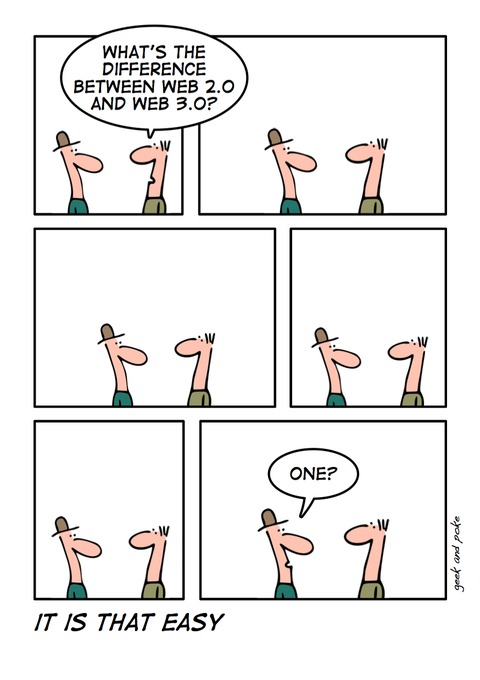 WHAT'S THE
DIFFERENCE
BETWEEN WEB 2.0
AND WEB 3.0?
ONE?
geek and poke
IT IS THAT EASY